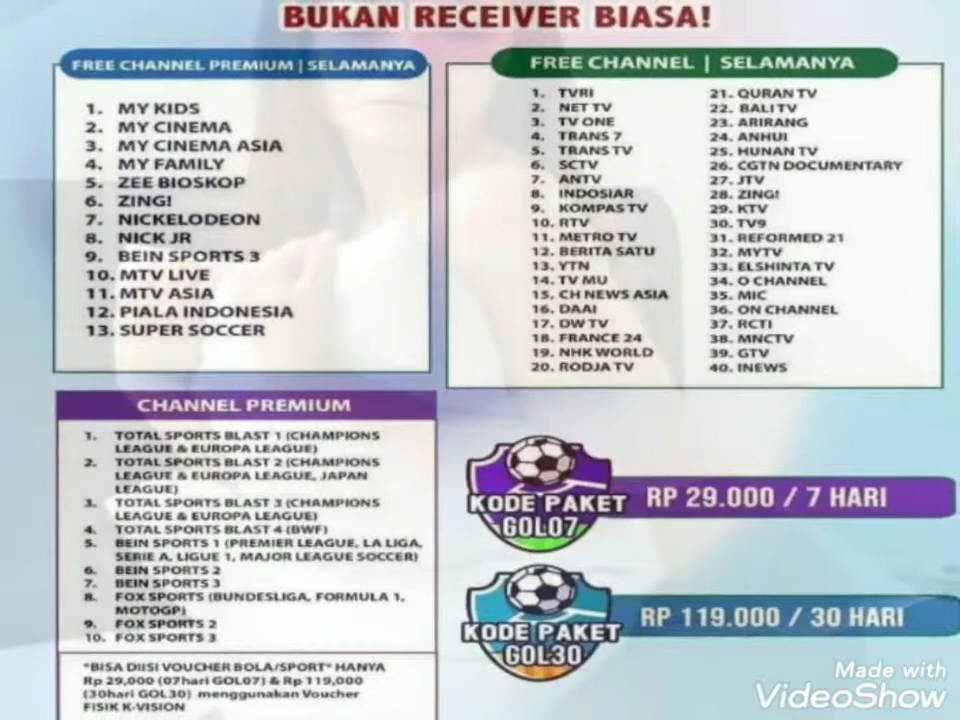 BUKAN RECEIVER BIASA!
FREE CHANNEL PREMIUM | SELAMANYA
1. MY KIDS
2. MY CINEMA
3. MY CINEMA ASIA
4. MY FAMILY
5. ZEE BIOSKOP
6. ZING!
7. NICKELODEON
8. NICK JR
9. BEIN SPORTS 3
10. MTV LIVE
11. MTV ASIA
12. PIALA INDONESIA
13. SUPER SOCCER
FREE CHANNEL | SELAMANYA
1. TVRI
2. NET TV
3. TV ONE
4. TRANS 7
5. TRANS TV
6. SCTV
7. ANTV
8. INDOSIAR
9. KOMPAS TV
10. RTV
11. METRO TV
12. BERITA SATU
13. YTN
14. TV MU
15. CH NEWS ASIA
16. DAAI
17. DW TV
18. FRANCE 24
19. NHK WORLD
20. RODJA TV
21. QURAN TV
22. BALI TV
23. ARIRANG
24. ANHUI
25. HUNAN TV
26. CGTN DOCUMENTARY
27. JTV
28. ZING!
29. KTV
30. TV9
31. REFORMED 21
32. MYTV
33. ELSHINTA TV
34. O CHANNEL
35. MIC
36. ON CHANNEL
37. RCTI
38. MNCTV
39. GTV
40. INEWS
CHANNEL PREMIUM
1. TOTAL SPORTS BLAST 1 (CHAMPIONS
LEAGUE & EUROPA LEAGUE)
2. TOTAL SPORTS BLAST 2 (CHAMPIONS
LEAGUE & EUROPA LEAGUE, JAPAN
LEAGUE)
3. TOTAL SPORTS BLAST 3 (CHAMPIONS
LEAGUE & EUROPA LEAGUE)
4. TOTAL SPORTS BLAST 4 (BWF)
5. BEIN SPORTS 1 (PREMIER LEAGUE, LA LIGA,
SERIE A, LIGUE 1, MAJOR LEAGUE SOCCER)
6. BEIN SPORTS 2
7. BEIN SPORTS 3
8. FOX SPORTS (BUNDESLIGA, FORMULA 1,
MOTOGP)
9. FOX SPORTS 2
10. FOX SPORTS 3
"BISA DIISI VOUCHER BOLA/SPORT" HANYA
Rp 29,000 (07hari GOL07) & Rp 119,000
(30hari GOL30) menggunakan Voucher
FISIK K-VISION
KODE PAKET
GOL07
RP 29.000 / 7 HARI
KODE PAKET
GOL30
RP 119.000 / 30 HARI
Made with
VideoShow